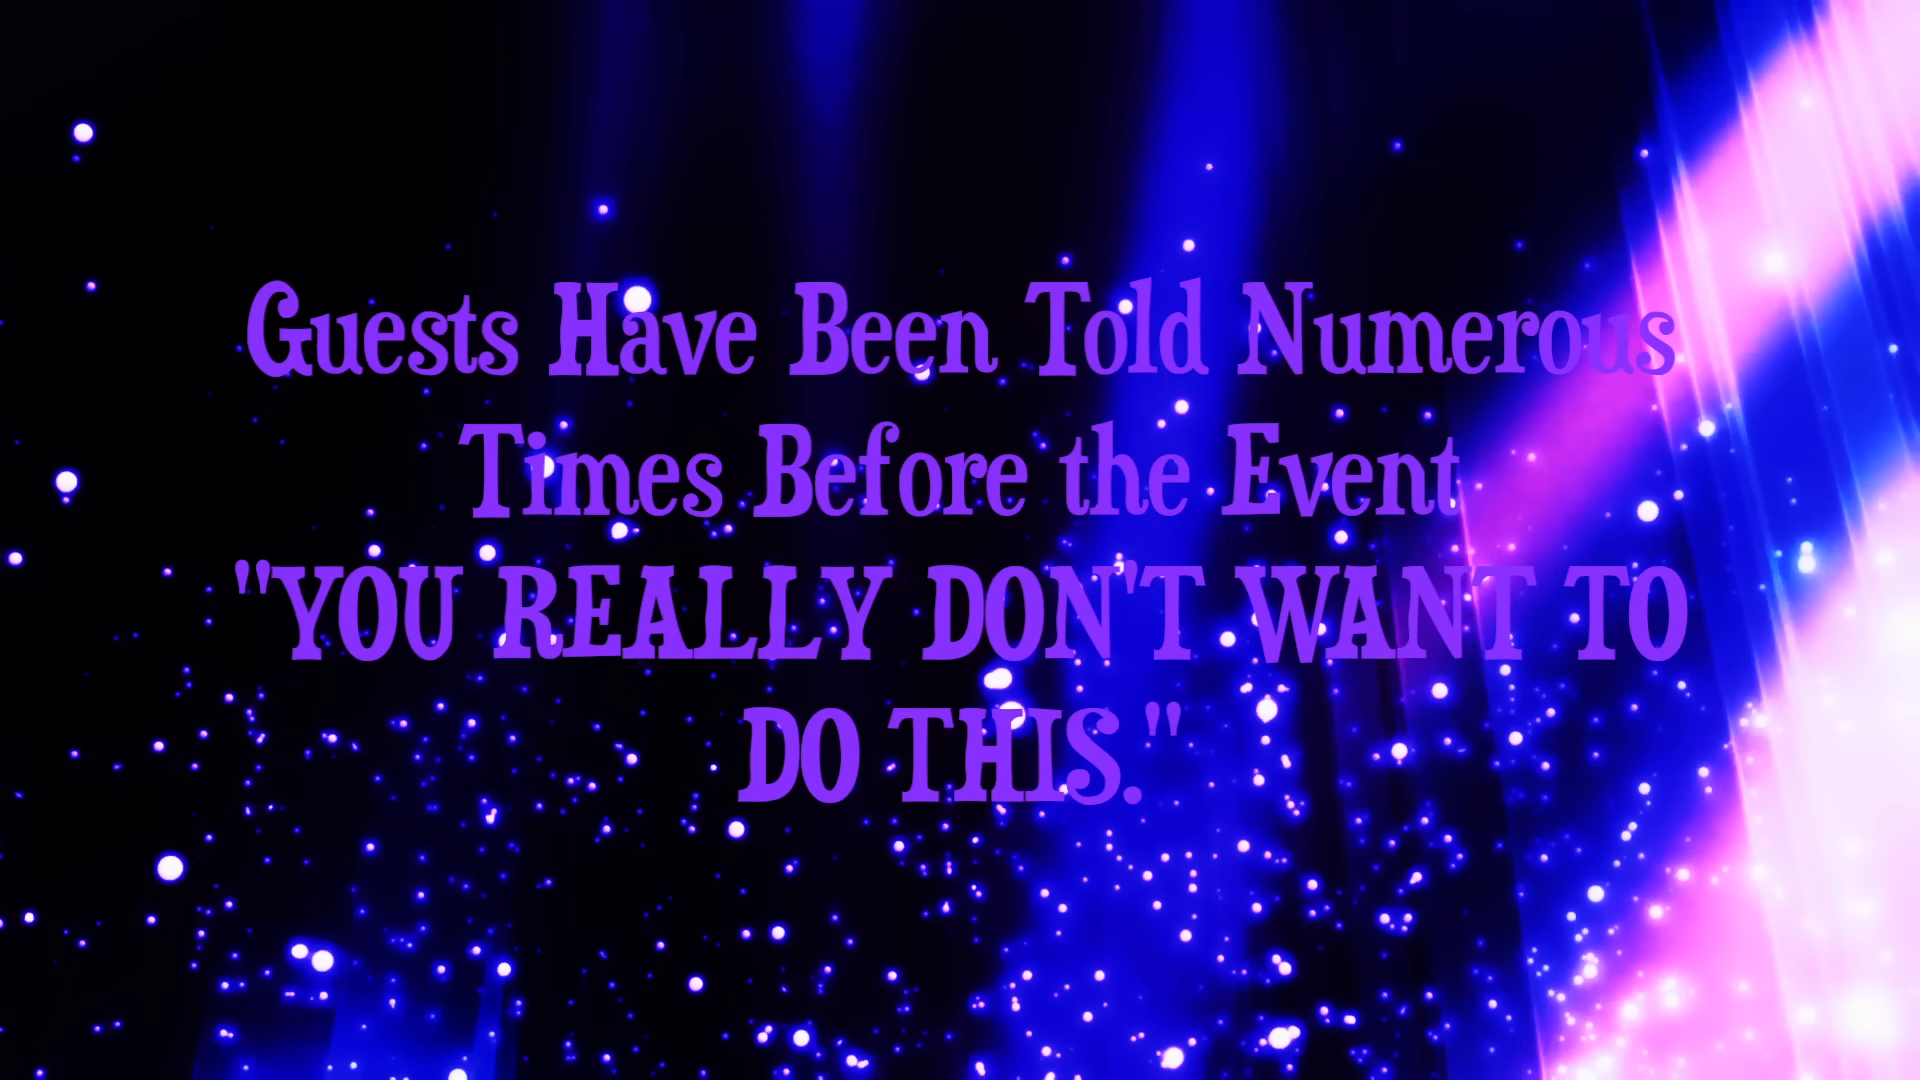 Guests Have Been Told Numerous
Times Before the Event
"YOU REALLY DON'T WANT TO
DO THIS."